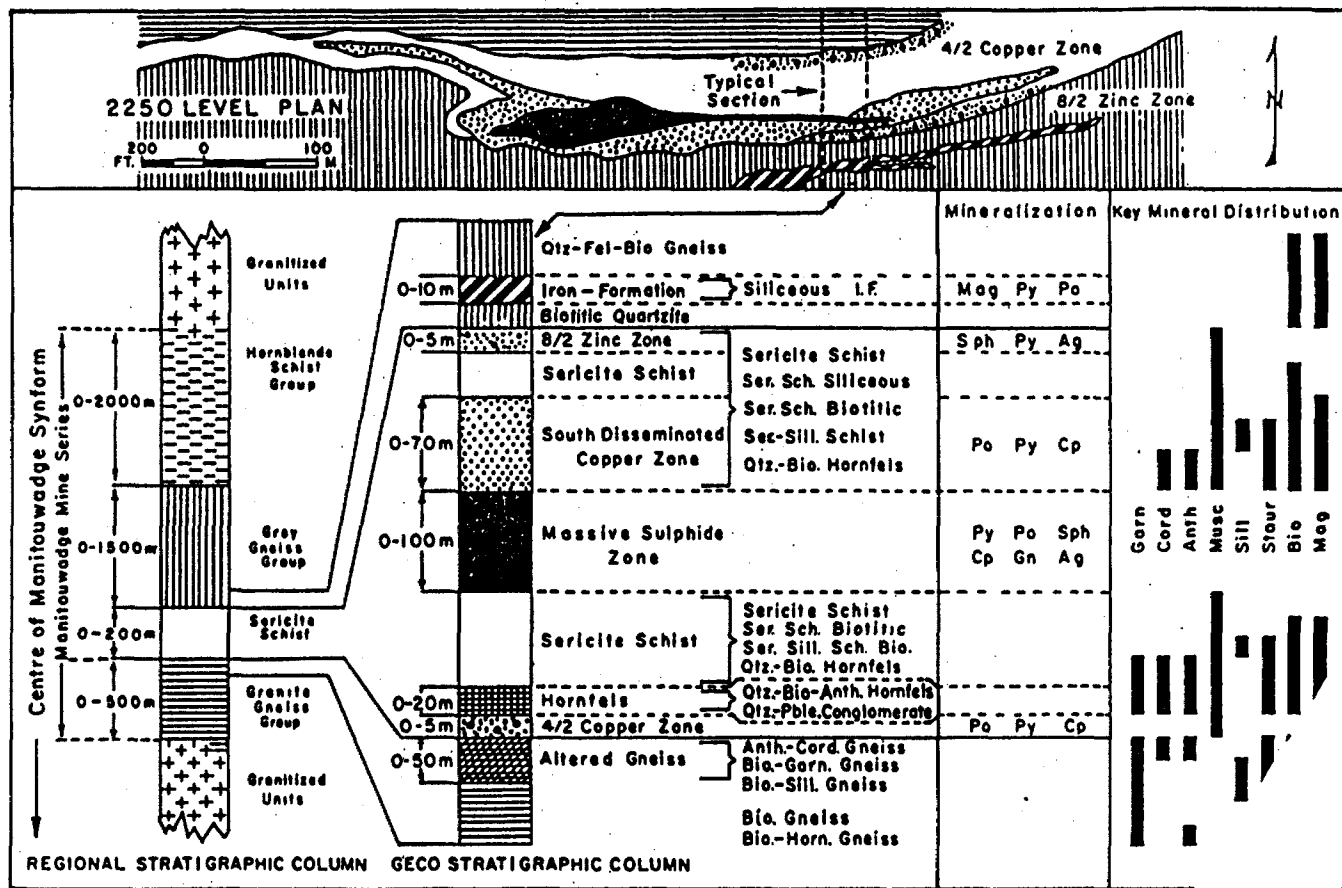 4/2 Copper Zone
Typical
Section
8/2 Zinc Zone
2250 LEVEL PLAN
200 0 100
FT. M
N
Mineralization
Key Mineral Distribution
Centre of Manitouwadge Synform
Manitouwadge Mine Series
0-2000m
0-1500m
0-200m
0-500m
Granitized
Units
Hornblende
Schist
Group
Grey
Gneiss
Group
Sericite
Schist
Granite
Gneiss
Group
Granitized
Units
REGIONAL STRATIGRAPHIC COLUMN
0-10m
0-5m
0-70m
0-100m
0-20m
0-5m
0-50m
Qtz-Fel-Bio Gneiss
Iron-Formation
Siliceous I.F.
Mag Py Po
Biotitic Quartzite
8/2 Zinc Zone
Sph Py Ag
Sericite Schist
South Disseminated
Copper Zone
Sericite Schist
Ser. Sch. Siliceous
Ser. Sch. Biotitic
Sec-Sill. Schist
Qtz.-Bio. Hornfels
Po Py Cp
Massive Sulphide
Zone
Py Po Sph
Cp Gn Ag
Sericite Schist
Sericite Schist
Ser. Sch. Biotitic
Ser. Sill. Sch. Bio.
Qtz.-Bio. Hornfels
Hornfels
Qtz-Bio-Anth. Hornfels
Qtz-Pble. Conglomerate
4/2 Copper Zone
Po Py Cp
Altered Gneiss
Anth.-Cord. Gneiss
Bio.-Garn. Gneiss
Bio.-Sill. Gneiss
Bio. Gneiss
Bio.-Horn. Gneiss
GECO STRATIGRAPHIC COLUMN
Garn
Cord
Anth
Musc
Sill
Staur
Bio
Mag